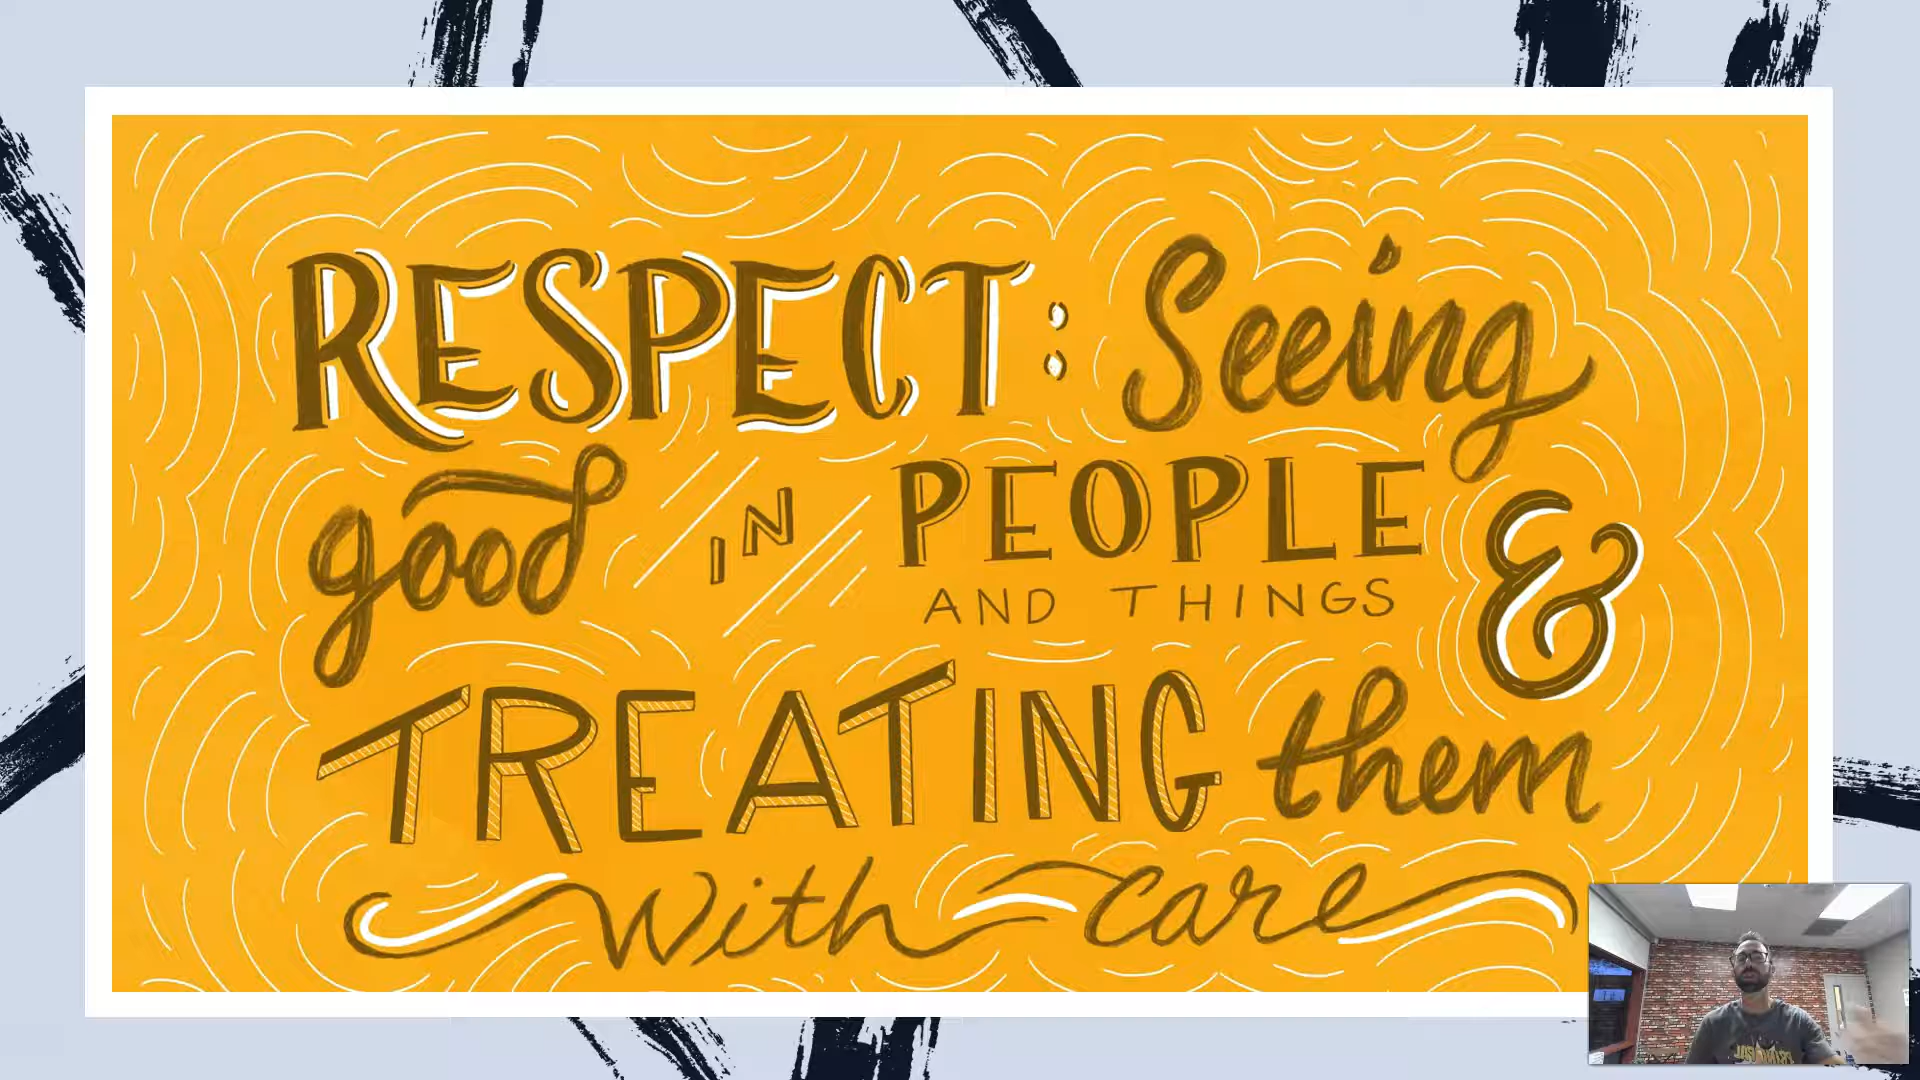 RESPECT: Seeing
good IN PEOPLE &
AND THINGS
TREATING them
with care